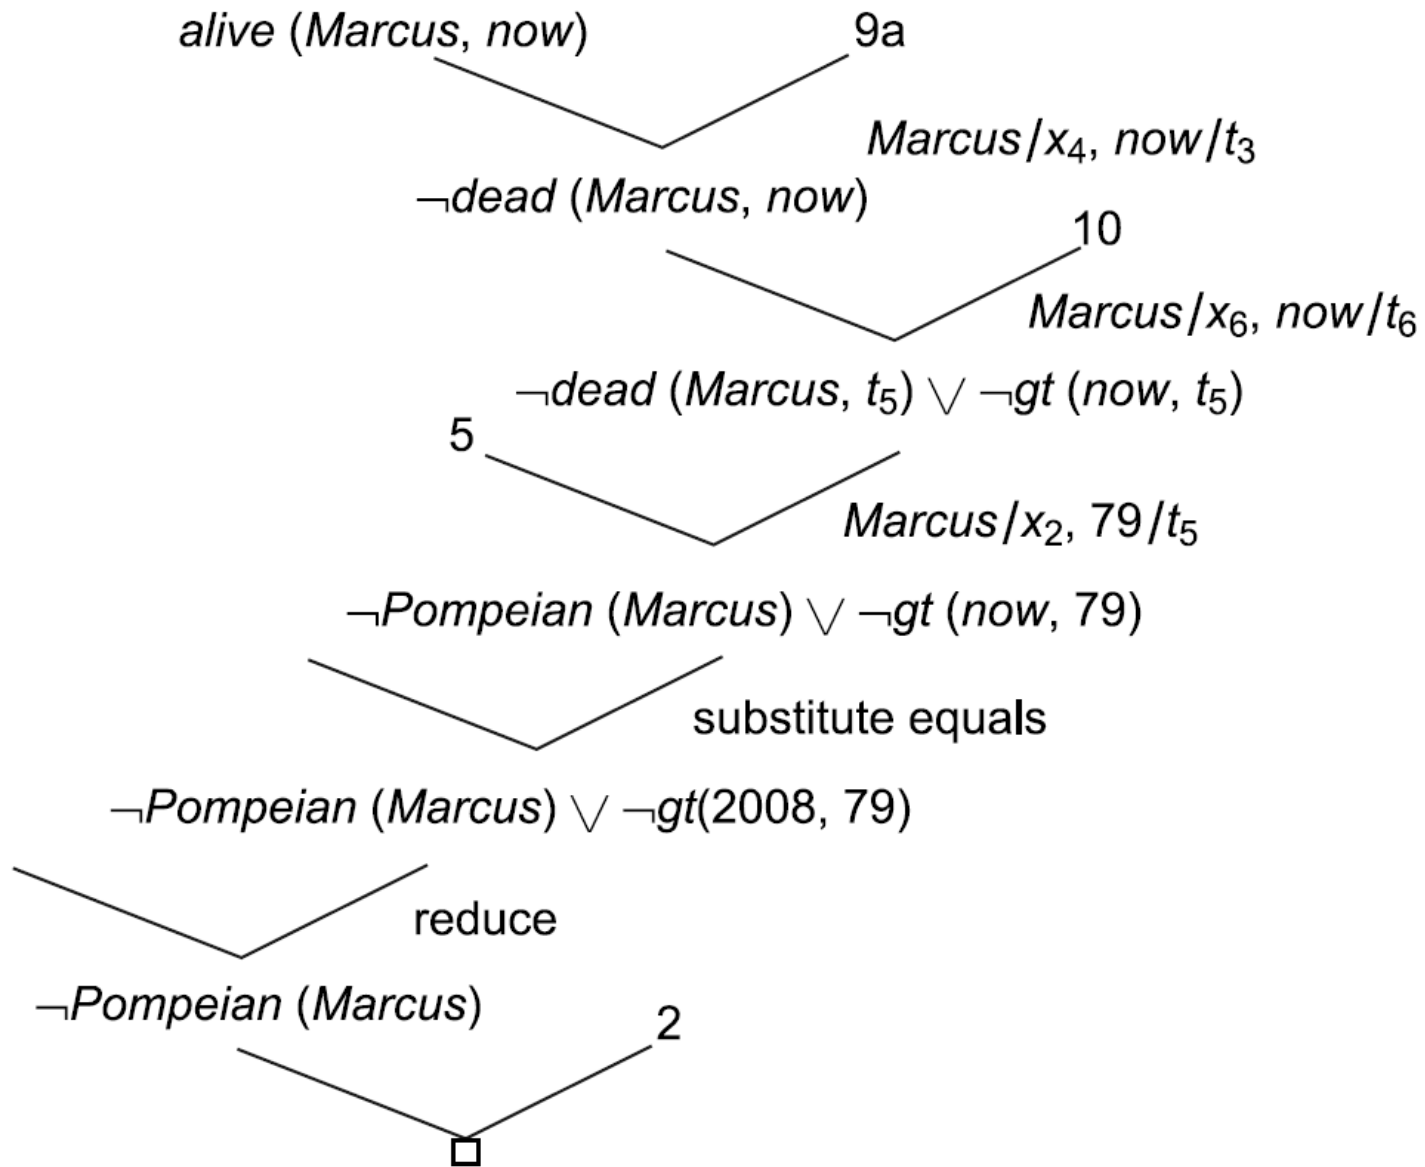 alive (Marcus, now) 9a
Marcus/x₄, now/t₃
¬dead (Marcus, now)
10
Marcus/x₆, now/t₆
¬dead (Marcus, t₅) ∨ ¬gt (now, t₅)
5
Marcus/x₂, 79/t₅
¬Pompeian (Marcus) ∨ ¬gt (now, 79)
substitute equals
¬Pompeian (Marcus) ∨ ¬gt(2008, 79)
reduce
¬Pompeian (Marcus)
2